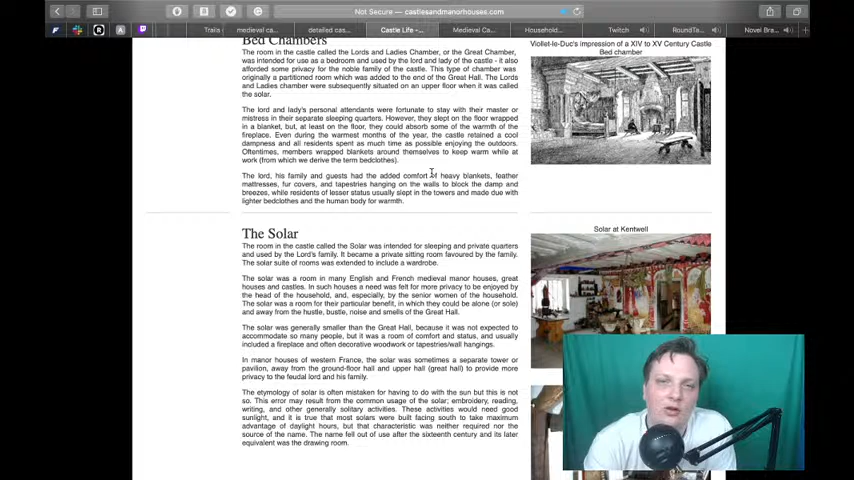 Not Secure — castlesandmanorhouses.com
Traila
medieval ca
detailed cas
Castle Life -...
Medieval Ca
Household...
Twitch
RoundTa...
Novel Bra...
Bed Chambers
The room in the castle called the Lords and Ladies Chamber, or the Great Chamber,
was intended for use as a bedroom and used by the lord and lady of the castle - it also
afforded some privacy for the noble family of the castle. This type of chamber was
originally a partitioned room which was added to the end of the Great Hall. The Lords
and Ladies chamber were subsequently situated on an upper floor when it was called
the solar.
The lord and lady's personal attendants were fortunate to stay with their master or
mistress in their separate sleeping quarters. However, they slept on the floor wrapped
in a blanket, but, at least on the floor, they could absorb some of the warmth of the
fireplace. Even during the warmest months of the year, the castle retained a cool
dampness and all residents spent as much time as possible enjoying the outdoors.
Oftentimes, members wrapped blankets around themselves to keep warm while at
work (from which we derive the term bedclothes).
The lord, his family and guests had the added comfort of heavy blankets, feather
mattresses, fur covers, and tapestries hanging on the walls to block the damp and
breezes, while residents of lesser status usually slept in the towers and made due with
lighter bedclothes and the human body for warmth.
Viollet-le-Duc's impression of a XIV to XV Century Castle
Bed chamber
The Solar
The room in the castle called the Solar was intended for sleeping and private quarters
and used by the Lord's family. It became a private sitting room favoured by the family.
The solar suite of rooms was extended to include a wardrobe.
The solar was a room in many English and French medieval manor houses, great
houses and castles. In such houses a need was felt for more privacy to be enjoyed by
the head of the household, and, especially, by the senior women of the household.
The solar was a room for their particular benefit, in which they could be alone (or sole)
and away from the hustle, bustle, noise and smells of the Great Hall.
The solar was generally smaller than the Great Hall, because it was not expected to
accommodate so many people, but it was a room of comfort and status, and usually
included a fireplace and often decorative woodwork or tapestries/wall hangings.
In manor houses of western France, the solar was sometimes a separate tower or
pavilion, away from the ground-floor hall and upper hall (great hall) to provide more
privacy to the feudal lord and his family.
The etymology of solar is often mistaken for having to do with the sun but this is not
so. This error may result from the common usage of the solar; embroidery, reading,
writing, and other generally solitary activities. These activities would need good
sunlight, and it is true that most solars were built facing south to take maximum
advantage of daylight hours, but that characteristic was neither required nor the
source of the name. The name fell out of use after the sixteenth century and its later
equivalent was the drawing room.
Solar at Kentwell